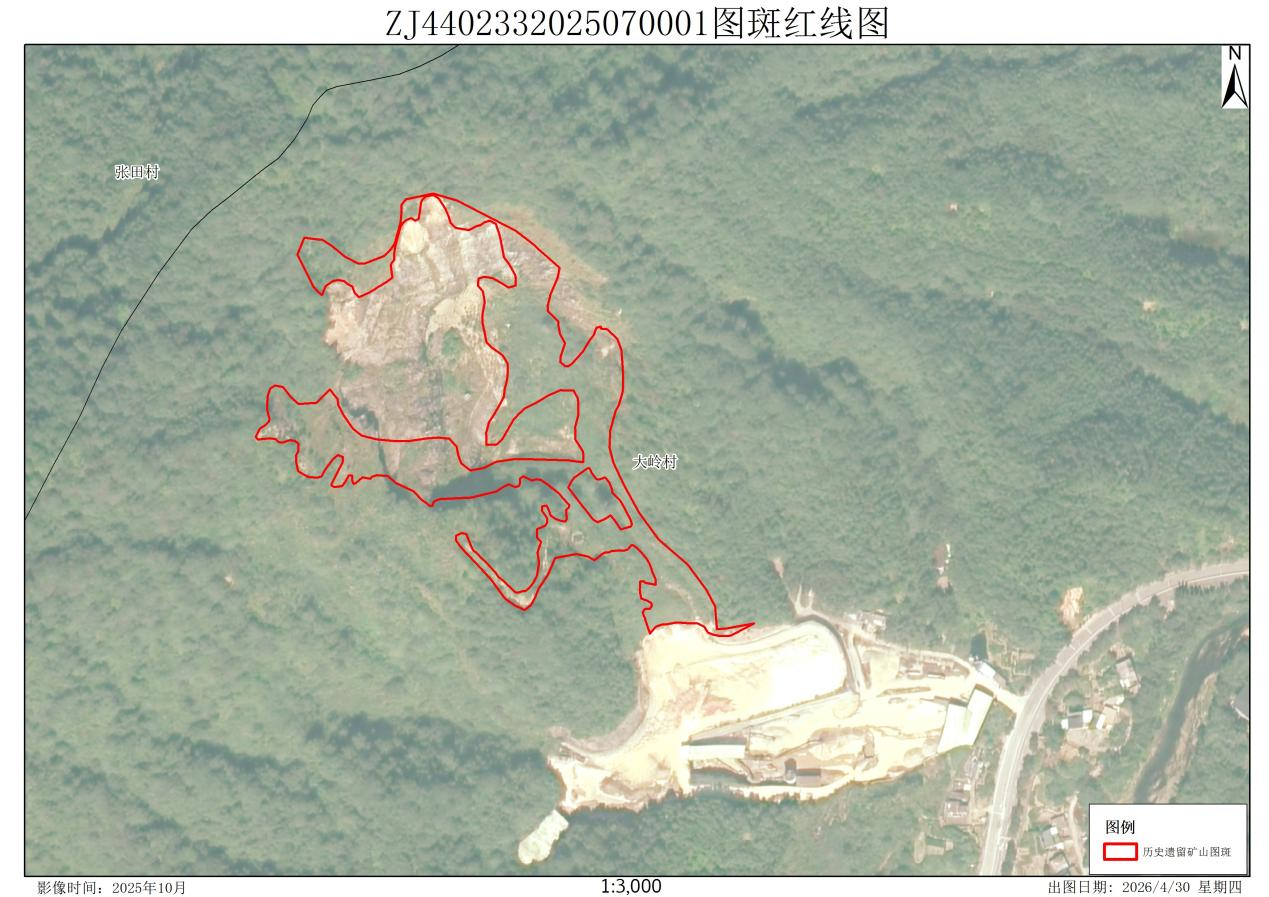 ZJ4402332025070001图斑红线图
N
张田村
大岭村
图例
历史遗留矿山图斑
影像时间：2025年10月
1:3,000
出图日期：2026/4/30 星期四